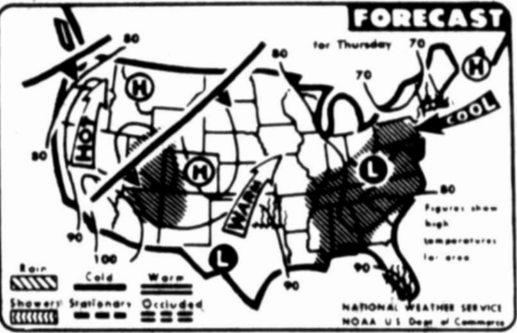 FORECAST
for Thursday
80
80
70
70
H
H
COOL
HOT
80
H
L
WARM
80
Figures show
high
temperatures
for area
90
100
L
90
90
Rain
Cold
Warm
Showers
Stationary
Occluded
NATIONAL WEATHER SERVICE
NOAA U S Dept of Commerce